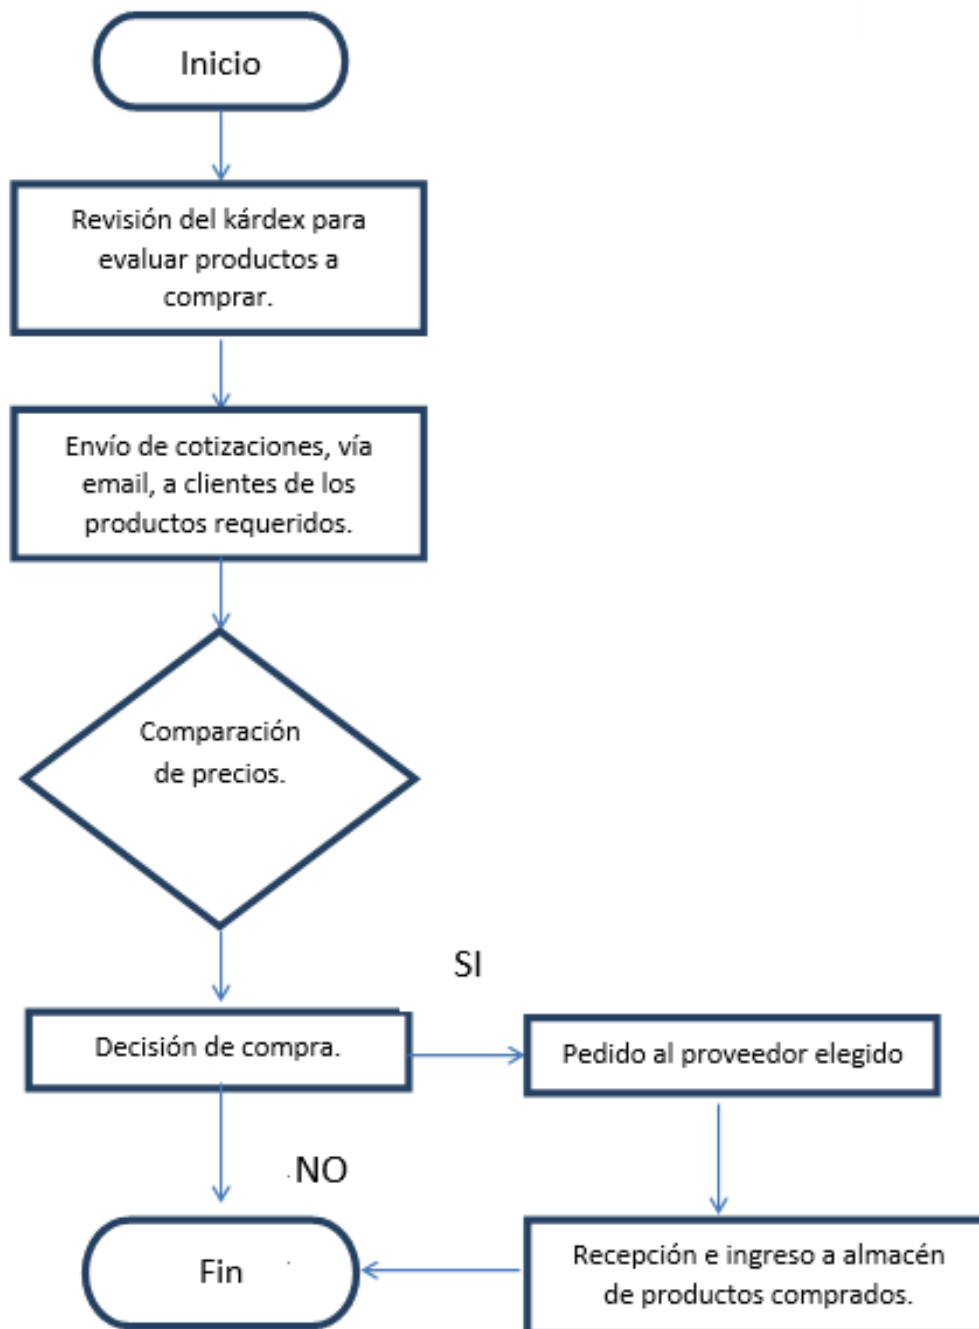 Inicio
Revisión del kárdex para
evaluar productos a
comprar.
Envío de cotizaciones, vía
email, a clientes de los
productos requeridos.
Comparación
de precios.
SI
Decisión de compra.
Pedido al proveedor elegido
NO
Fin
Recepción e ingreso a almacén
de productos comprados.